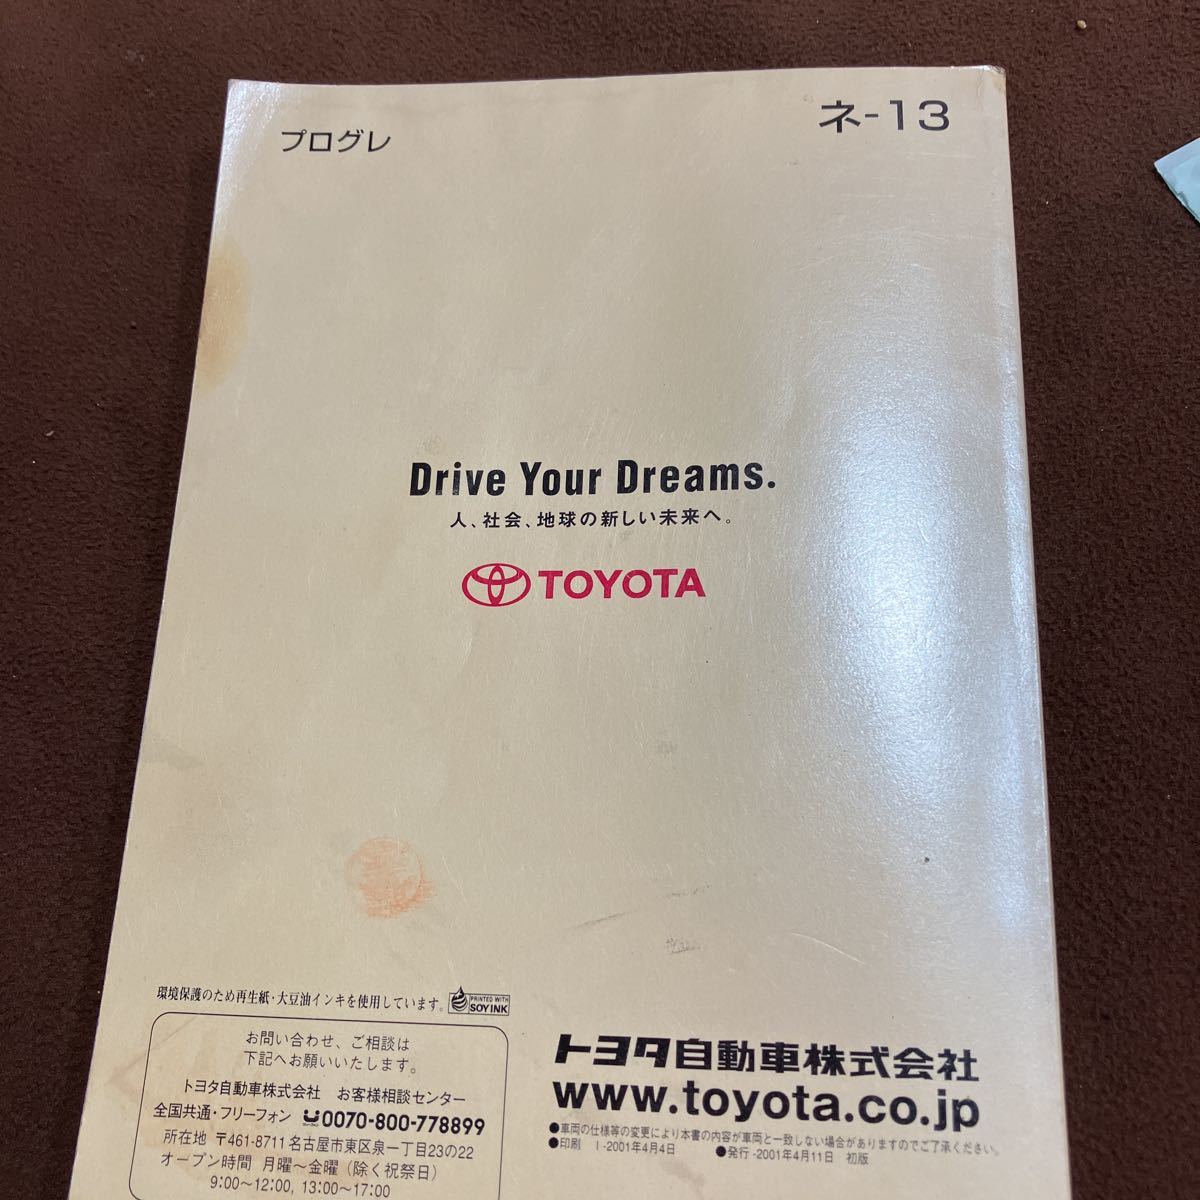 プログレ
ネ-13
Drive Your Dreams.
人、社会、地球の新しい未来へ。
TOYOTA
環境保護のため再生紙・大豆油インキを使用しています。
PRINTED WITH
SOY INK
お問い合わせ、ご相談は
下記へお願いいたします。
トヨタ自動車株式会社 お客様相談センター
全国共通・フリーフォン 0070-800-778899
所在地 〒461-8711 名古屋市東区泉一丁目23の22
オープン時間 月曜～金曜（除く祝祭日）
9:00～12:00, 13:00～17:00
トヨタ自動車株式会社
www.toyota.co.jp
●車両の仕様等の変更により本書の内容が車両と一致しない場合がありますのでご了承ください。
●印刷 I-2001年4月4日 ●発行-2001年4月11日 初版